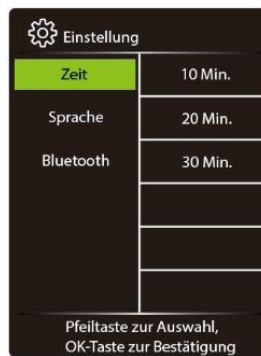 Einstellung
Zeit
10 Min.
Sprache
20 Min.
Bluetooth
30 Min.
Pfeiltaste zur Auswahl,
OK-Taste zur Bestätigung